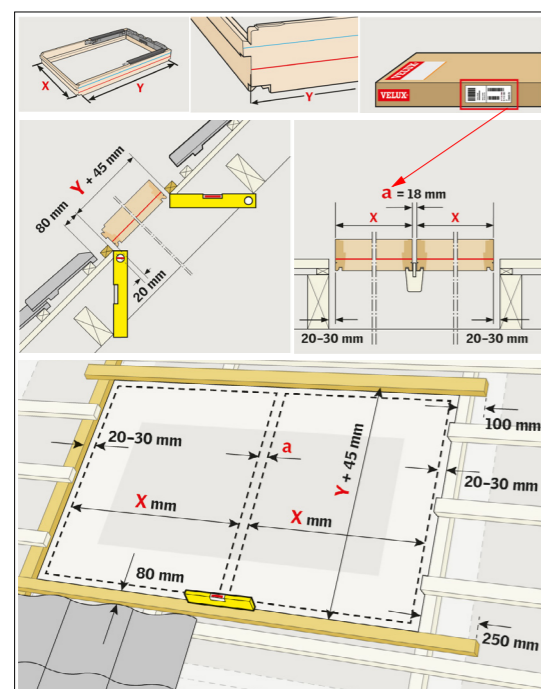 X
Y
Y
VELUX
VELUX
Y + 45 mm
80 mm
20 mm
a = 18 mm
X
X
20–30 mm
20–30 mm
100 mm
20–30 mm
a
Y + 45 mm
20–30 mm
X mm
X mm
80 mm
250 mm